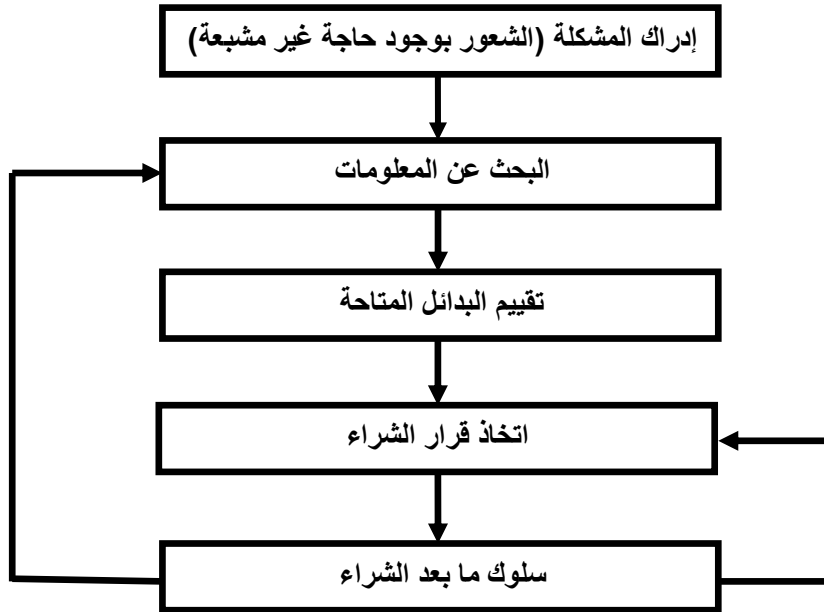 إدراك المشكلة (الشعور بوجود حاجة غير مشبعة)
البحث عن المعلومات
تقييم البدائل المتاحة
اتخاذ قرار الشراء
سلوك ما بعد الشراء